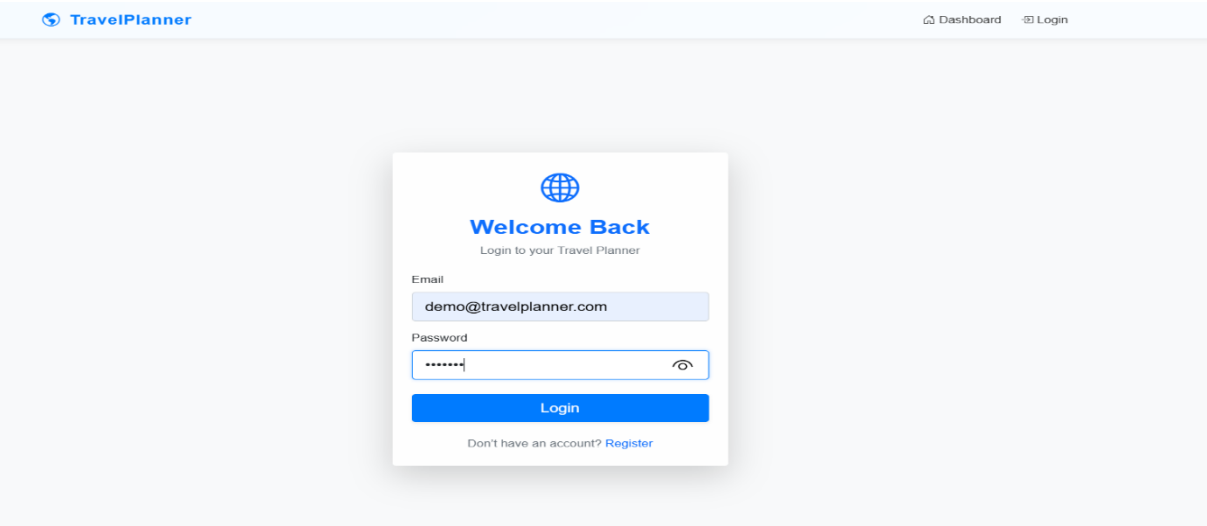 TravelPlanner
Dashboard Login
Welcome Back
Login to your Travel Planner
Email
demo@travelplanner.com
Password
•••••••
Login
Don't have an account? Register